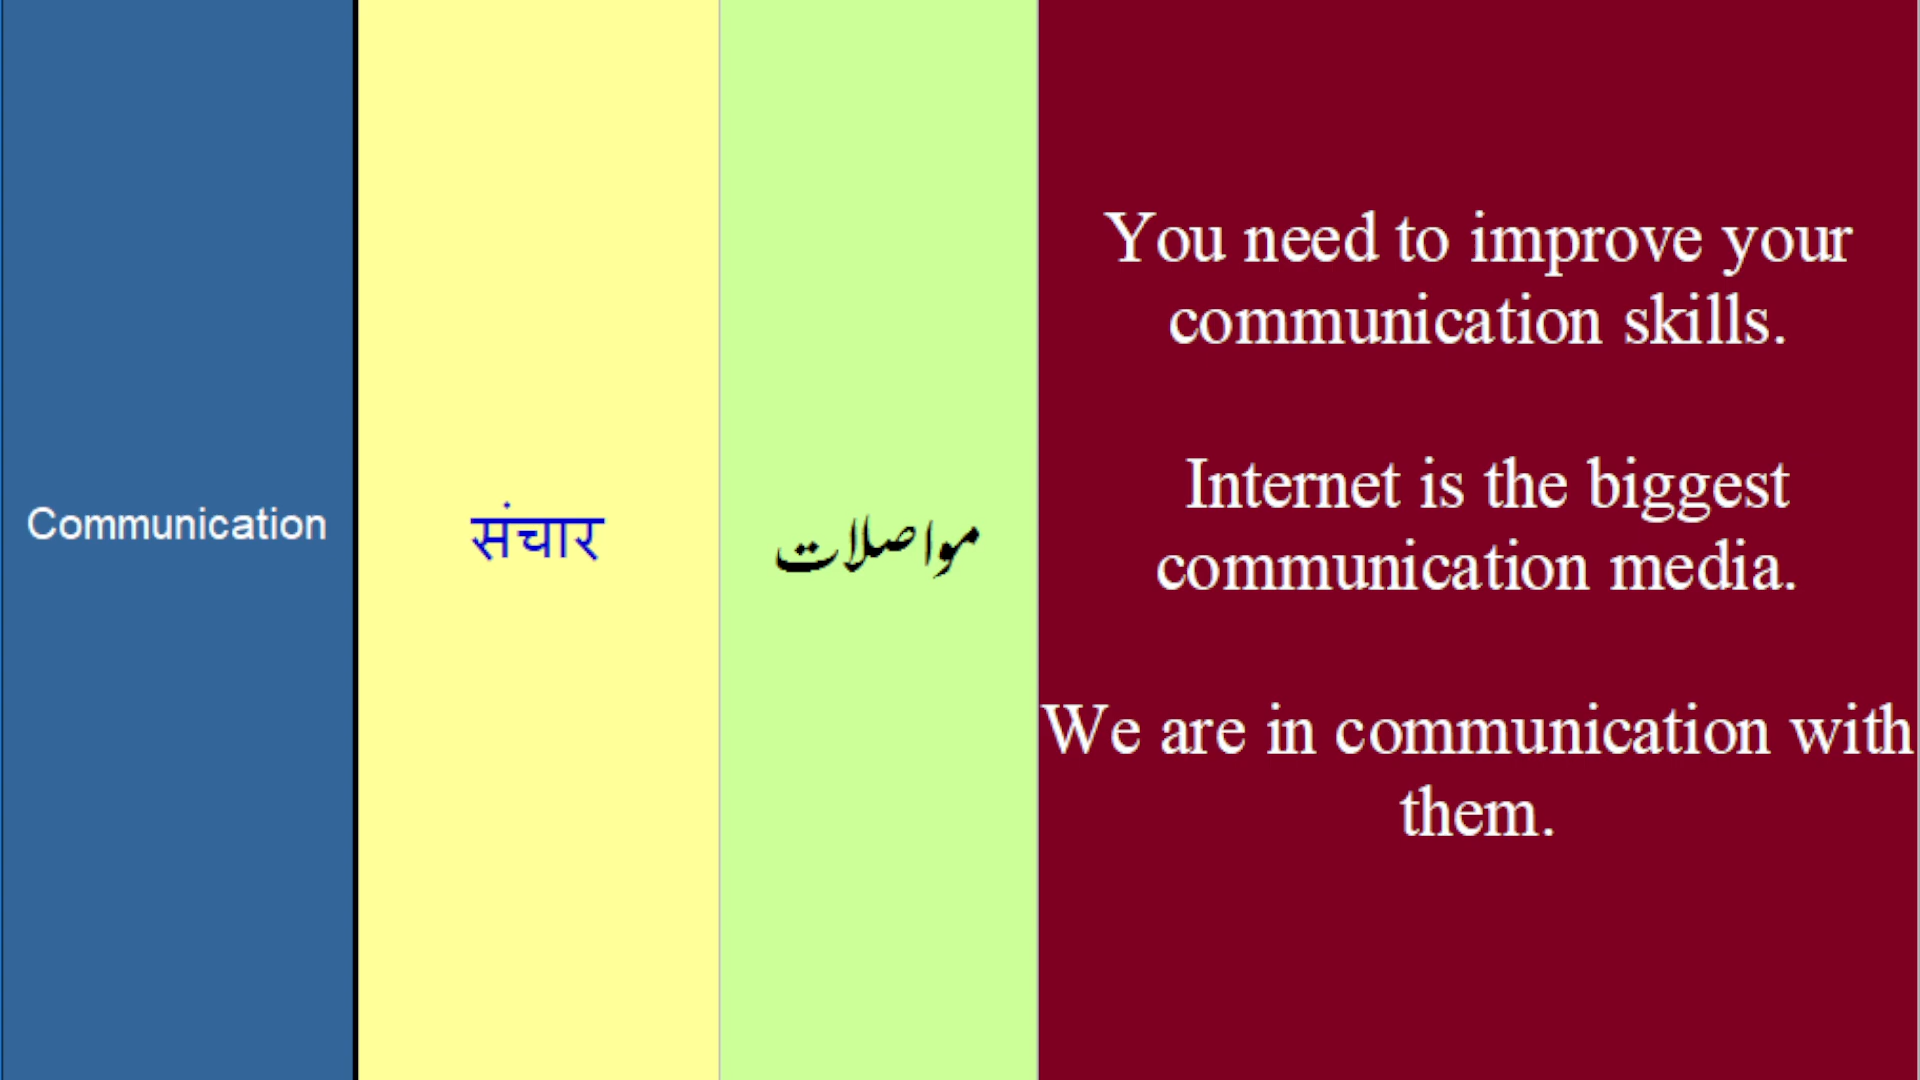 Communication
संचार
مواصلات
You need to improve your
communication skills.
Internet is the biggest
communication media.
We are in communication with
them.